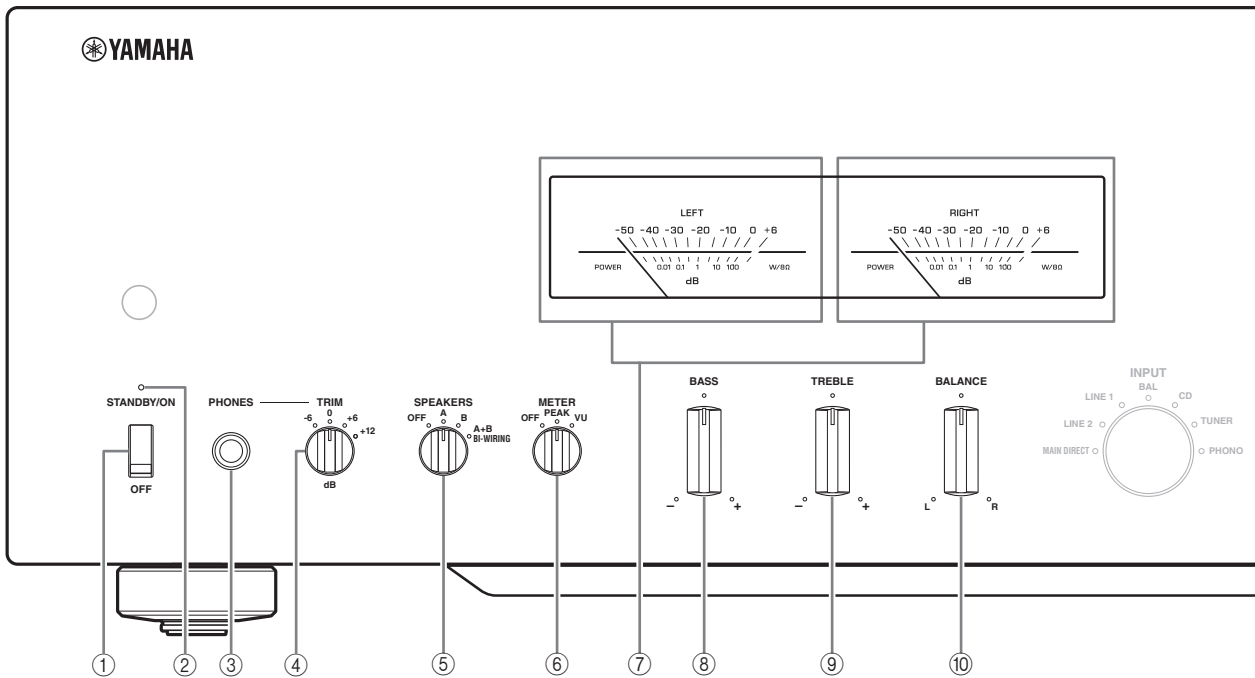 YAMAHA
LEFT
-50 -40 -30 -20 -10 0 +6
POWER 0.01 0.1 1 10 100 W/8Ω
dB
RIGHT
-50 -40 -30 -20 -10 0 +6
POWER 0.01 0.1 1 10 100 W/8Ω
dB
STANDBY/ON
OFF
PHONES
TRIM
-6 0 +6 +12
dB
SPEAKERS
OFF A B A+B
BI-WIRING
METER
OFF PEAK VU
BASS
– +
TREBLE
– +
BALANCE
L R
INPUT
MAIN DIRECT
LINE 2
LINE 1
BAL
CD
TUNER
PHONO
① ② ③ ④ ⑤ ⑥ ⑦ ⑧ ⑨ ⑩